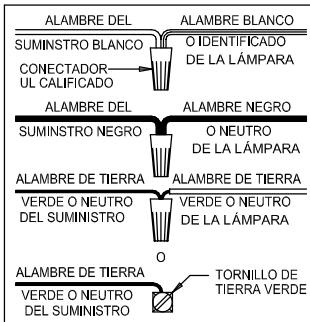 ALAMBRE DEL ALAMBRE BLANCO
SUMINSTRO BLANCO O IDENTIFICADO
CONECTADOR DE LA LÁMPARA
UL CALIFICADO
ALAMBRE DEL ALAMBRE NEGRO
SUMINSTRO NEGRO O NEUTRO
DE LA LÁMPARA
ALAMBRE DE TIERRA ALAMBRE DE TIERRA
VERDE O NEUTRO VERDE O NEUTRO
DEL SUMINISTRO DE LA LÁMPARA
O
ALAMBRE DE TIERRA TORNILLO DE
VERDE O NEUTRO TIERRA VERDE
DEL SUMINISTRO